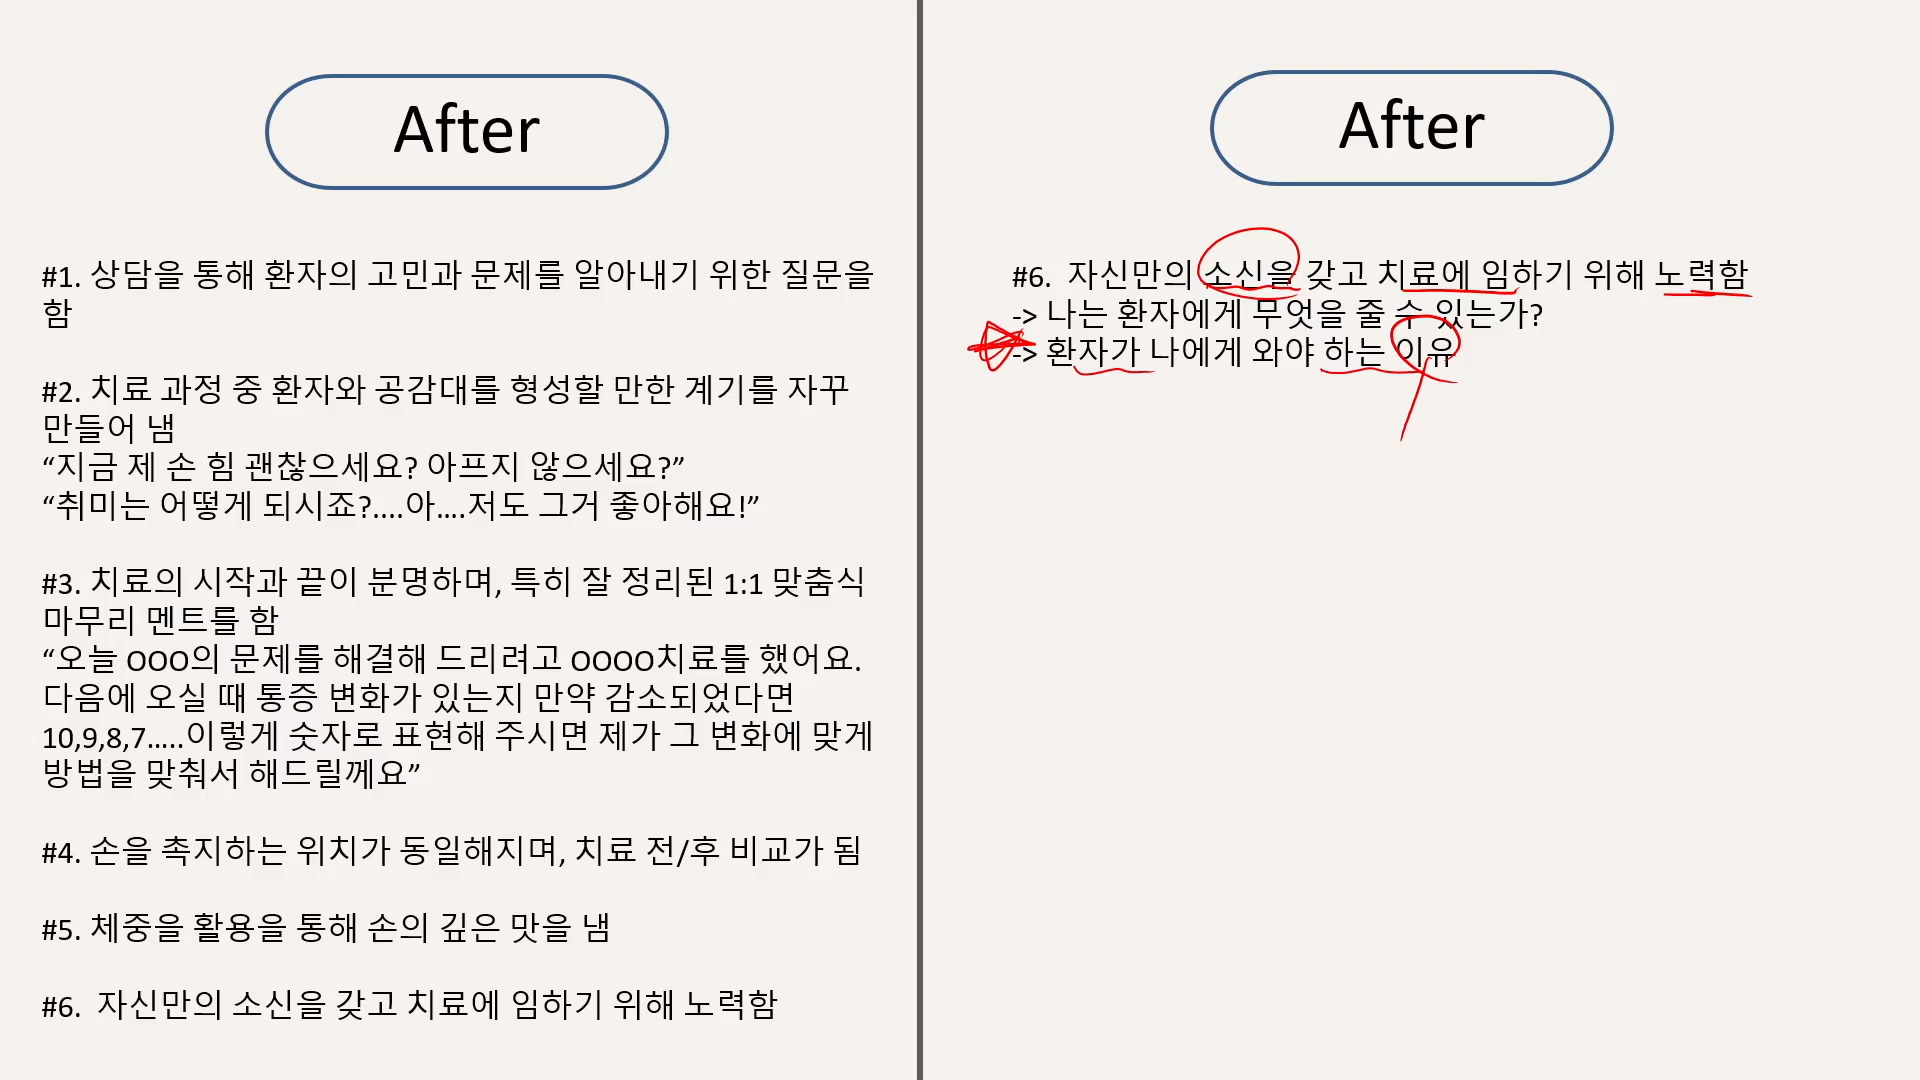 After
#1. 상담을 통해 환자의 고민과 문제를 알아내기 위한 질문을
함
#2. 치료 과정 중 환자와 공감대를 형성할 만한 계기를 자꾸
만들어 냄
“지금 제 손 힘 괜찮으세요? 아프지 않으세요?”
“취미는 어떻게 되시죠?....아....저도 그거 좋아해요!”
#3. 치료의 시작과 끝이 분명하며, 특히 잘 정리된 1:1 맞춤식
마무리 멘트를 함
“오늘 OOO의 문제를 해결해 드리려고 OOOO치료를 했어요.
다음에 오실 때 통증 변화가 있는지 만약 감소되었다면
10,9,8,7.....이렇게 숫자로 표현해 주시면 제가 그 변화에 맞게
방법을 맞춰서 해드릴께요”
#4. 손을 촉지하는 위치가 동일해지며, 치료 전/후 비교가 됨
#5. 체중을 활용을 통해 손의 깊은 맛을 냄
#6. 자신만의 소신을 갖고 치료에 임하기 위해 노력함
After
#6. 자신만의 소신을 갖고 치료에 임하기 위해 노력함
-> 나는 환자에게 무엇을 줄 수 있는가?
-> 환자가 나에게 와야 하는 이유